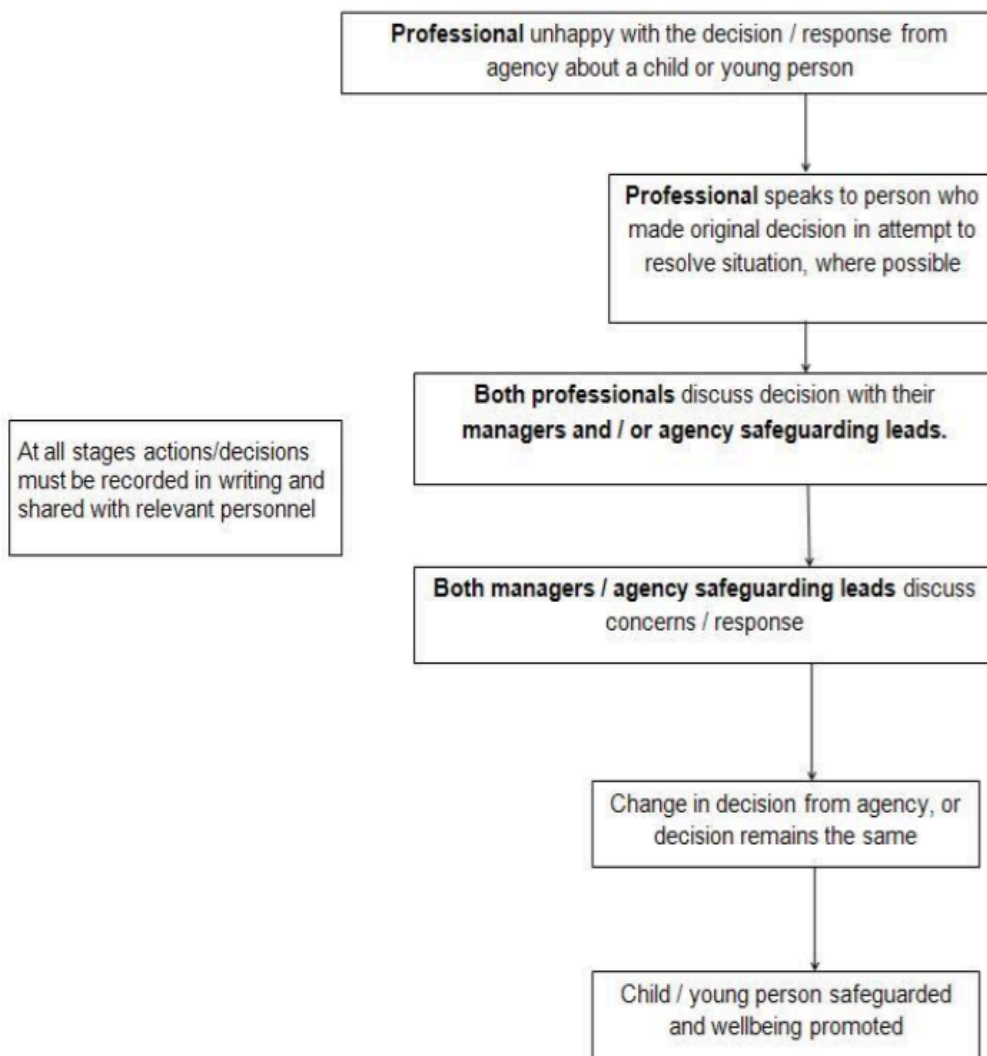 Professional unhappy with the decision / response from
agency about a child or young person
Professional speaks to person who
made original decision in attempt to
resolve situation, where possible
Both professionals discuss decision with their
managers and / or agency safeguarding leads.
At all stages actions/decisions
must be recorded in writing and
shared with relevant personnel
Both managers / agency safeguarding leads discuss
concerns / response
Change in decision from agency, or
decision remains the same
Child / young person safeguarded
and wellbeing promoted